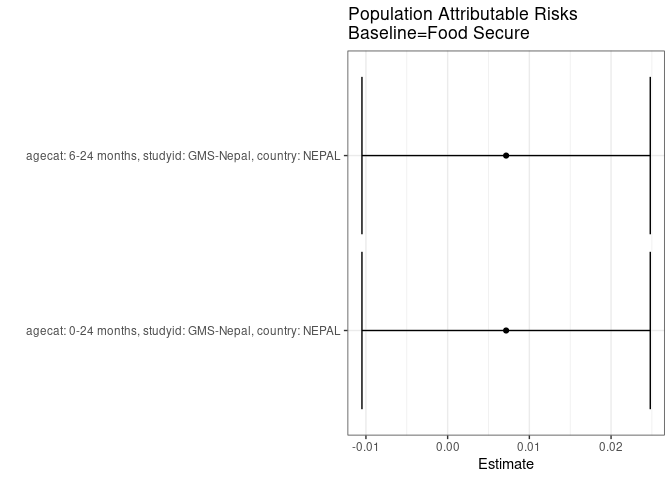 Population Attributable Risks
Baseline=Food Secure
agecat: 6-24 months, studyid: GMS-Nepal, country: NEPAL
agecat: 0-24 months, studyid: GMS-Nepal, country: NEPAL
-0.01 0.00 0.01 0.02
Estimate